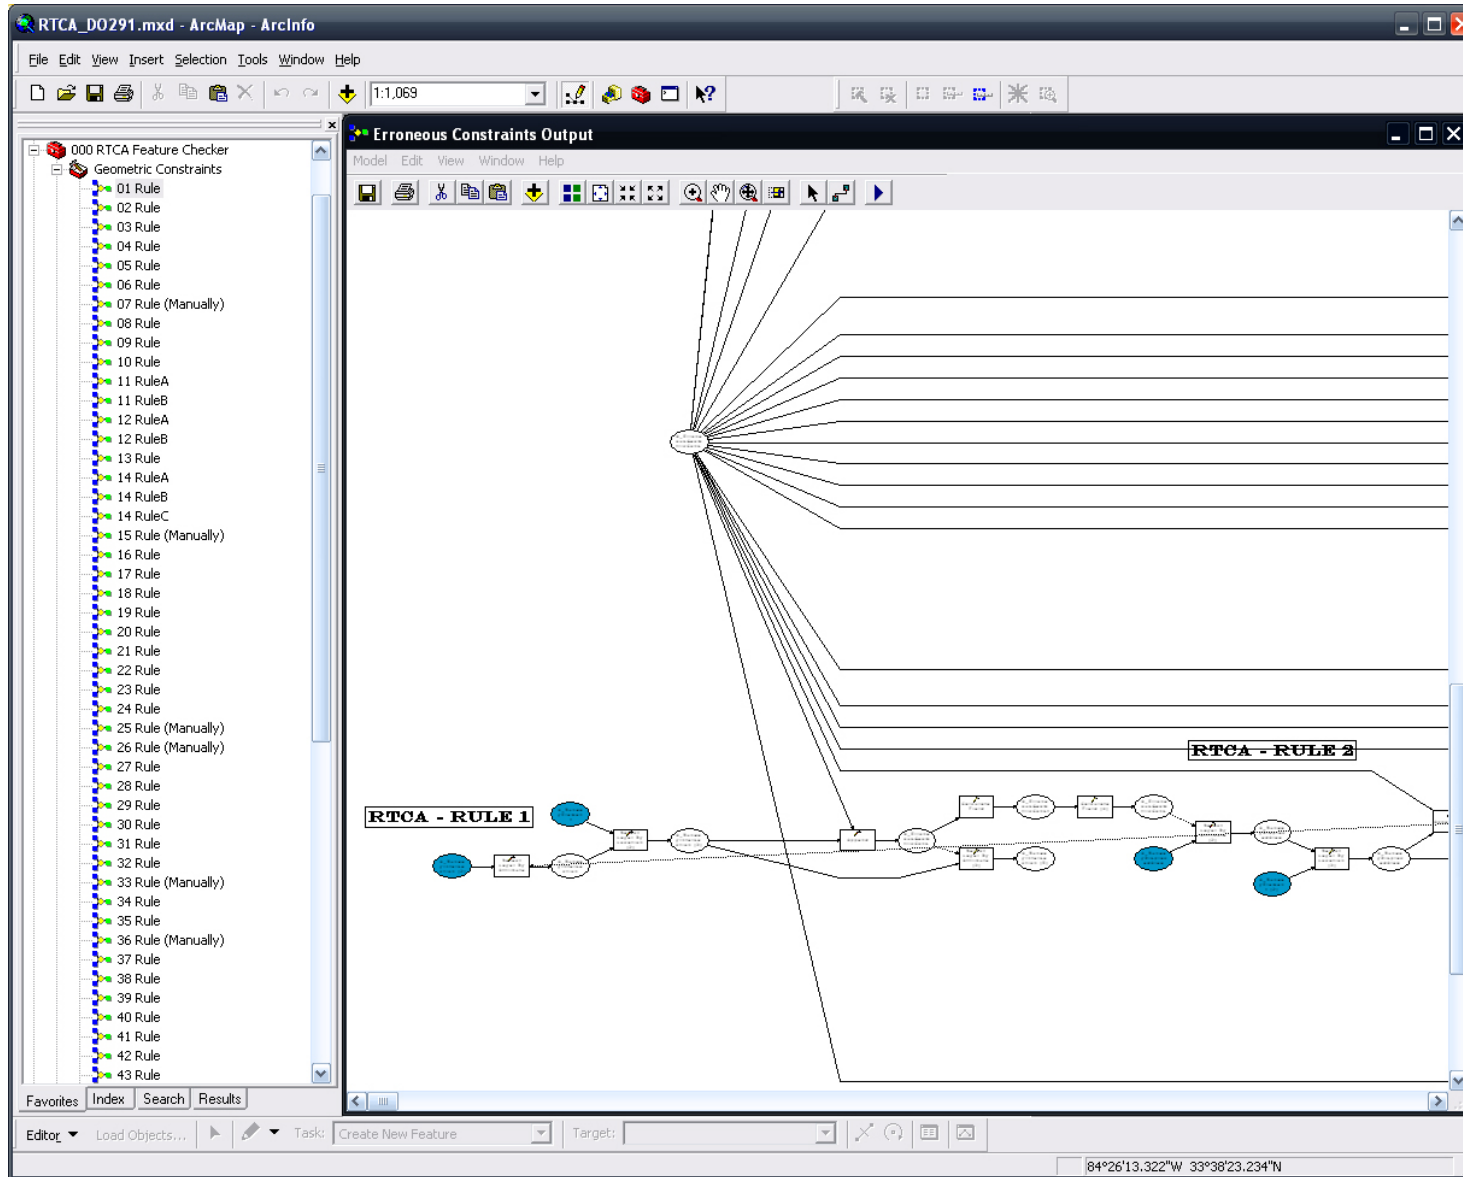 RTCA_DO291.mxd - ArcMap - ArcInfo
File Edit View Insert Selection Tools Window Help
1:1,069
000 RTCA Feature Checker
Geometric Constraints
01 Rule
02 Rule
03 Rule
04 Rule
05 Rule
06 Rule
07 Rule (Manually)
08 Rule
09 Rule
10 Rule
11 RuleA
11 RuleB
12 RuleA
12 RuleB
13 Rule
14 RuleA
14 RuleB
14 RuleC
15 Rule (Manually)
16 Rule
17 Rule
18 Rule
19 Rule
20 Rule
21 Rule
22 Rule
23 Rule
24 Rule
25 Rule (Manually)
26 Rule (Manually)
27 Rule
28 Rule
29 Rule
30 Rule
31 Rule
32 Rule
33 Rule (Manually)
34 Rule
35 Rule
36 Rule (Manually)
37 Rule
38 Rule
39 Rule
40 Rule
41 Rule
42 Rule
43 Rule
Favorites Index Search Results
Erroneous Constraints Output
Model Edit View Window Help
RTCA - RULE 2
RTCA - RULE 1
Editor Load Objects... Task: Create New Feature Target:
84°26'13.322"W 33°38'23.234"N